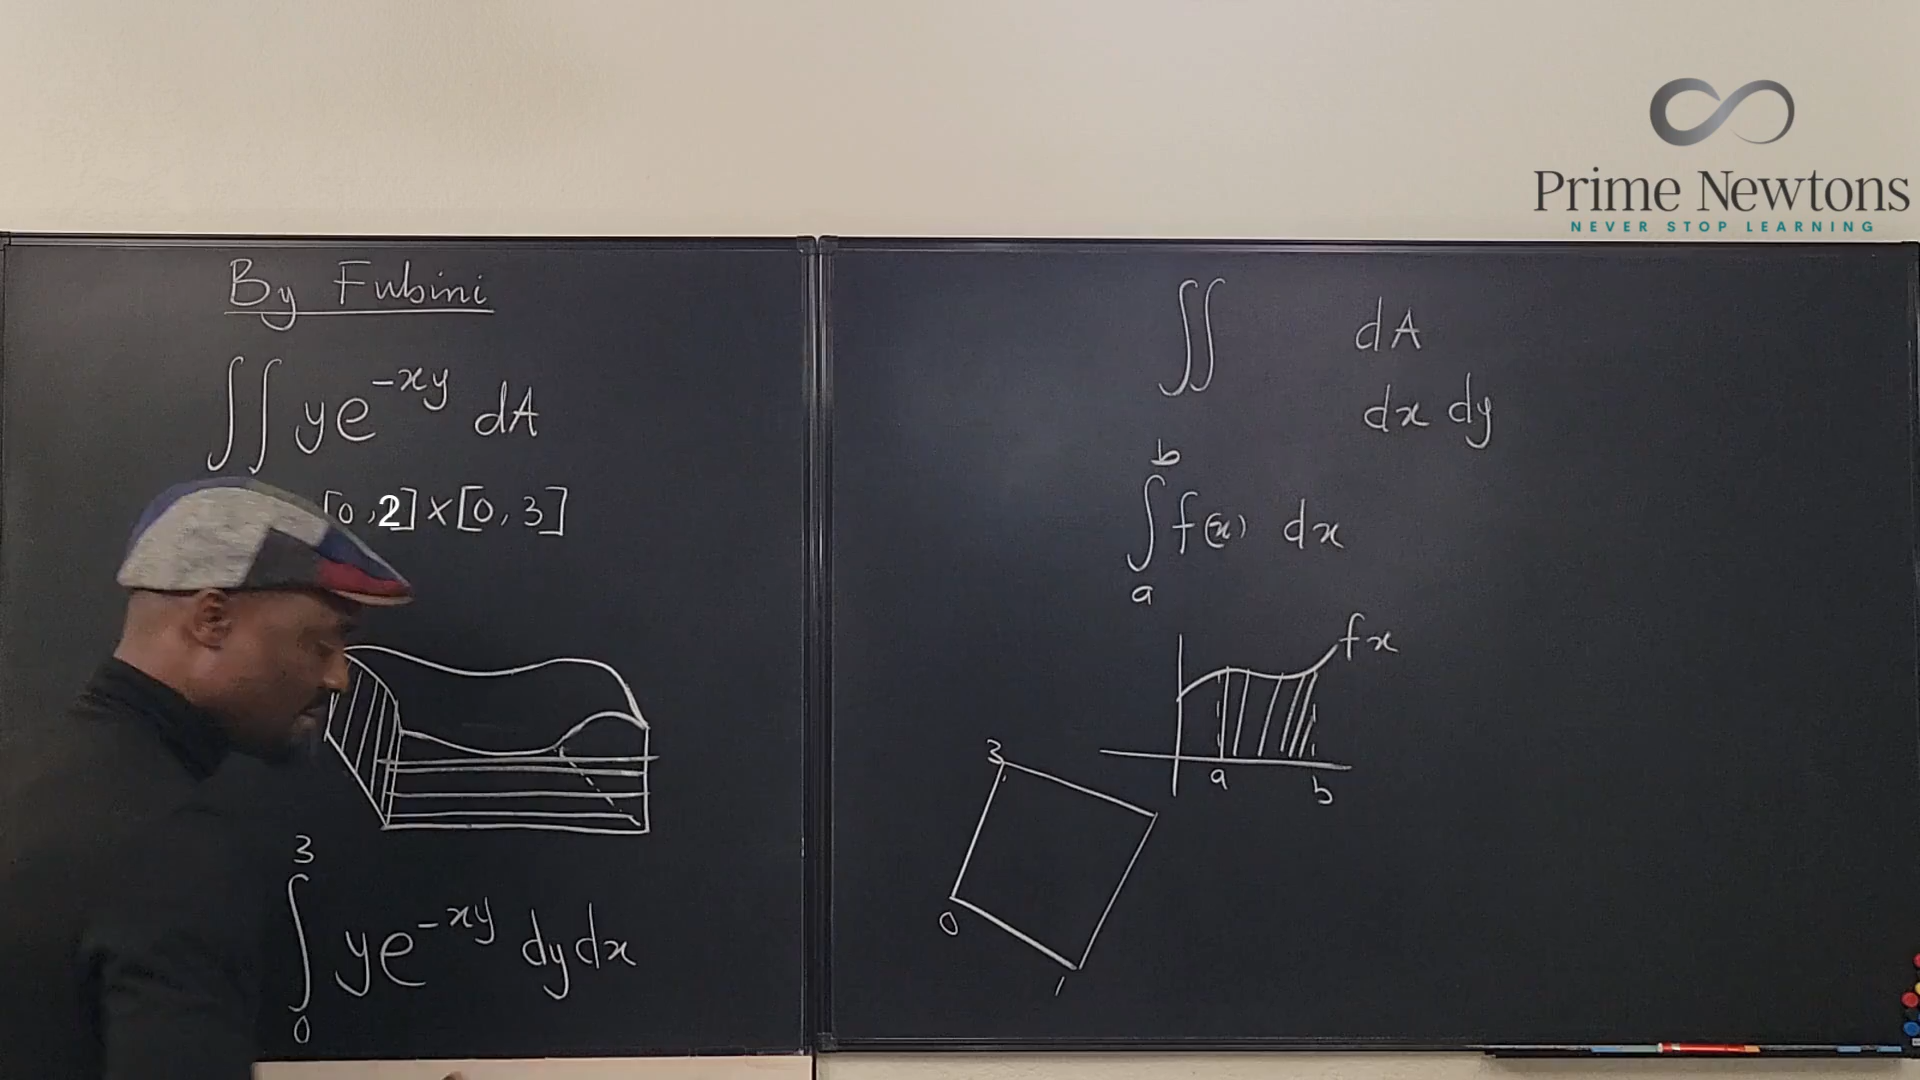 Prime Newtons
NEVER STOP LEARNING
By Fubini
∬ ye^{-xy} dA
[0, 2] × [0, 3]
3
∫ ye^{-xy} dy dx
0
∬ dA
dx dy
b
∫ f(x) dx
a
fx
a b
3
0
1